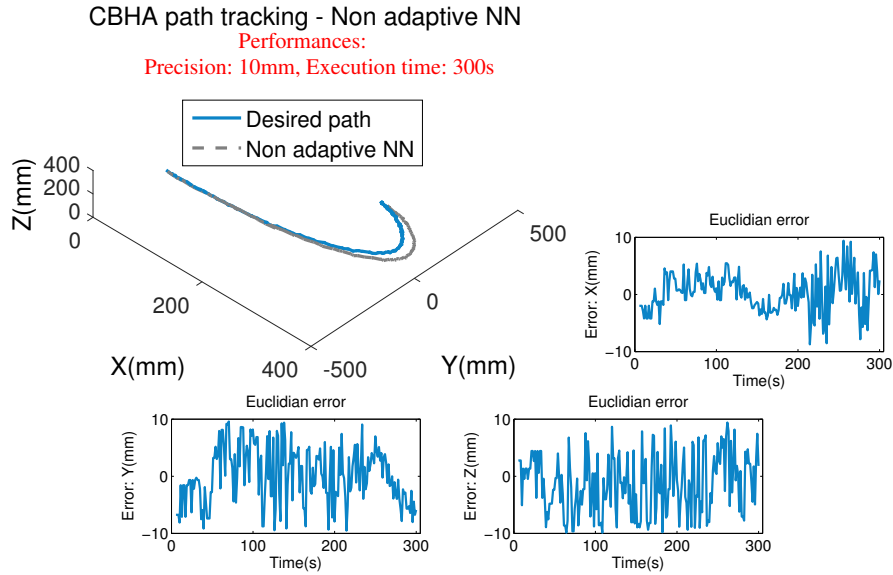 CBHA path tracking - Non adaptive NN
Performances:
Precision: 10mm, Execution time: 300s
Desired path
Non adaptive NN
Z(mm)
400
200
0
0
200
400
X(mm)
-500
0
500
Y(mm)
Euclidian error
Error: X(mm)
10
0
−10
0
100
200
300
Time(s)
Euclidian error
Error: Y(mm)
10
0
−10
0
100
200
300
Time(s)
Euclidian error
Error: Z(mm)
10
0
−10
0
100
200
300
Time(s)